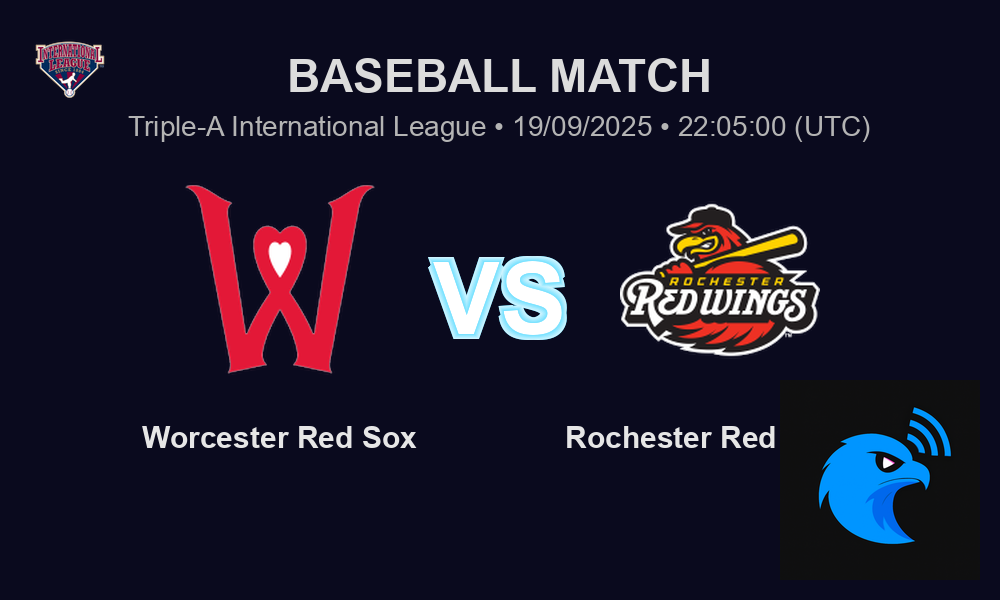 INTERNATIONAL
LEAGUE
BASEBALL MATCH
Triple-A International League • 19/09/2025 • 22:05:00 (UTC)
W
VS
ROCHESTER
RED WINGS
Worcester Red Sox
Rochester Red